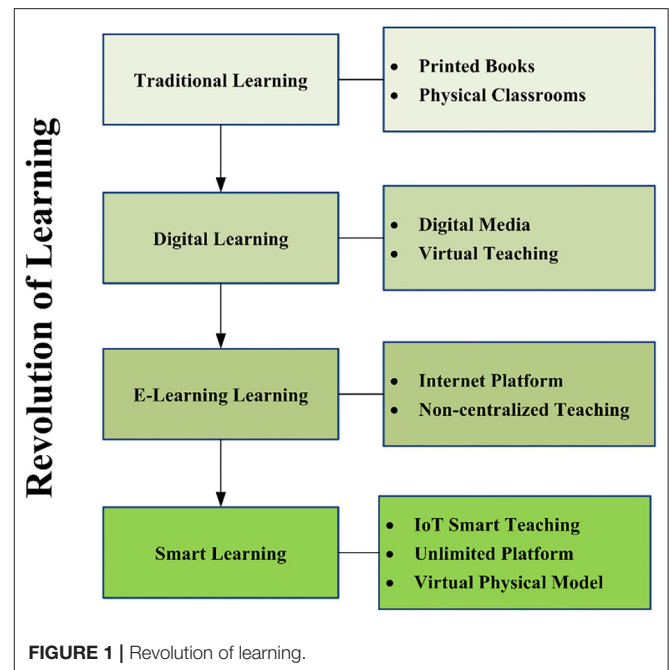 Revolution of Learning
Traditional Learning
• Printed Books
• Physical Classrooms
Digital Learning
• Digital Media
• Virtual Teaching
E-Learning Learning
• Internet Platform
• Non-centralized Teaching
Smart Learning
• IoT Smart Teaching
• Unlimited Platform
• Virtual Physical Model
FIGURE 1 | Revolution of learning.